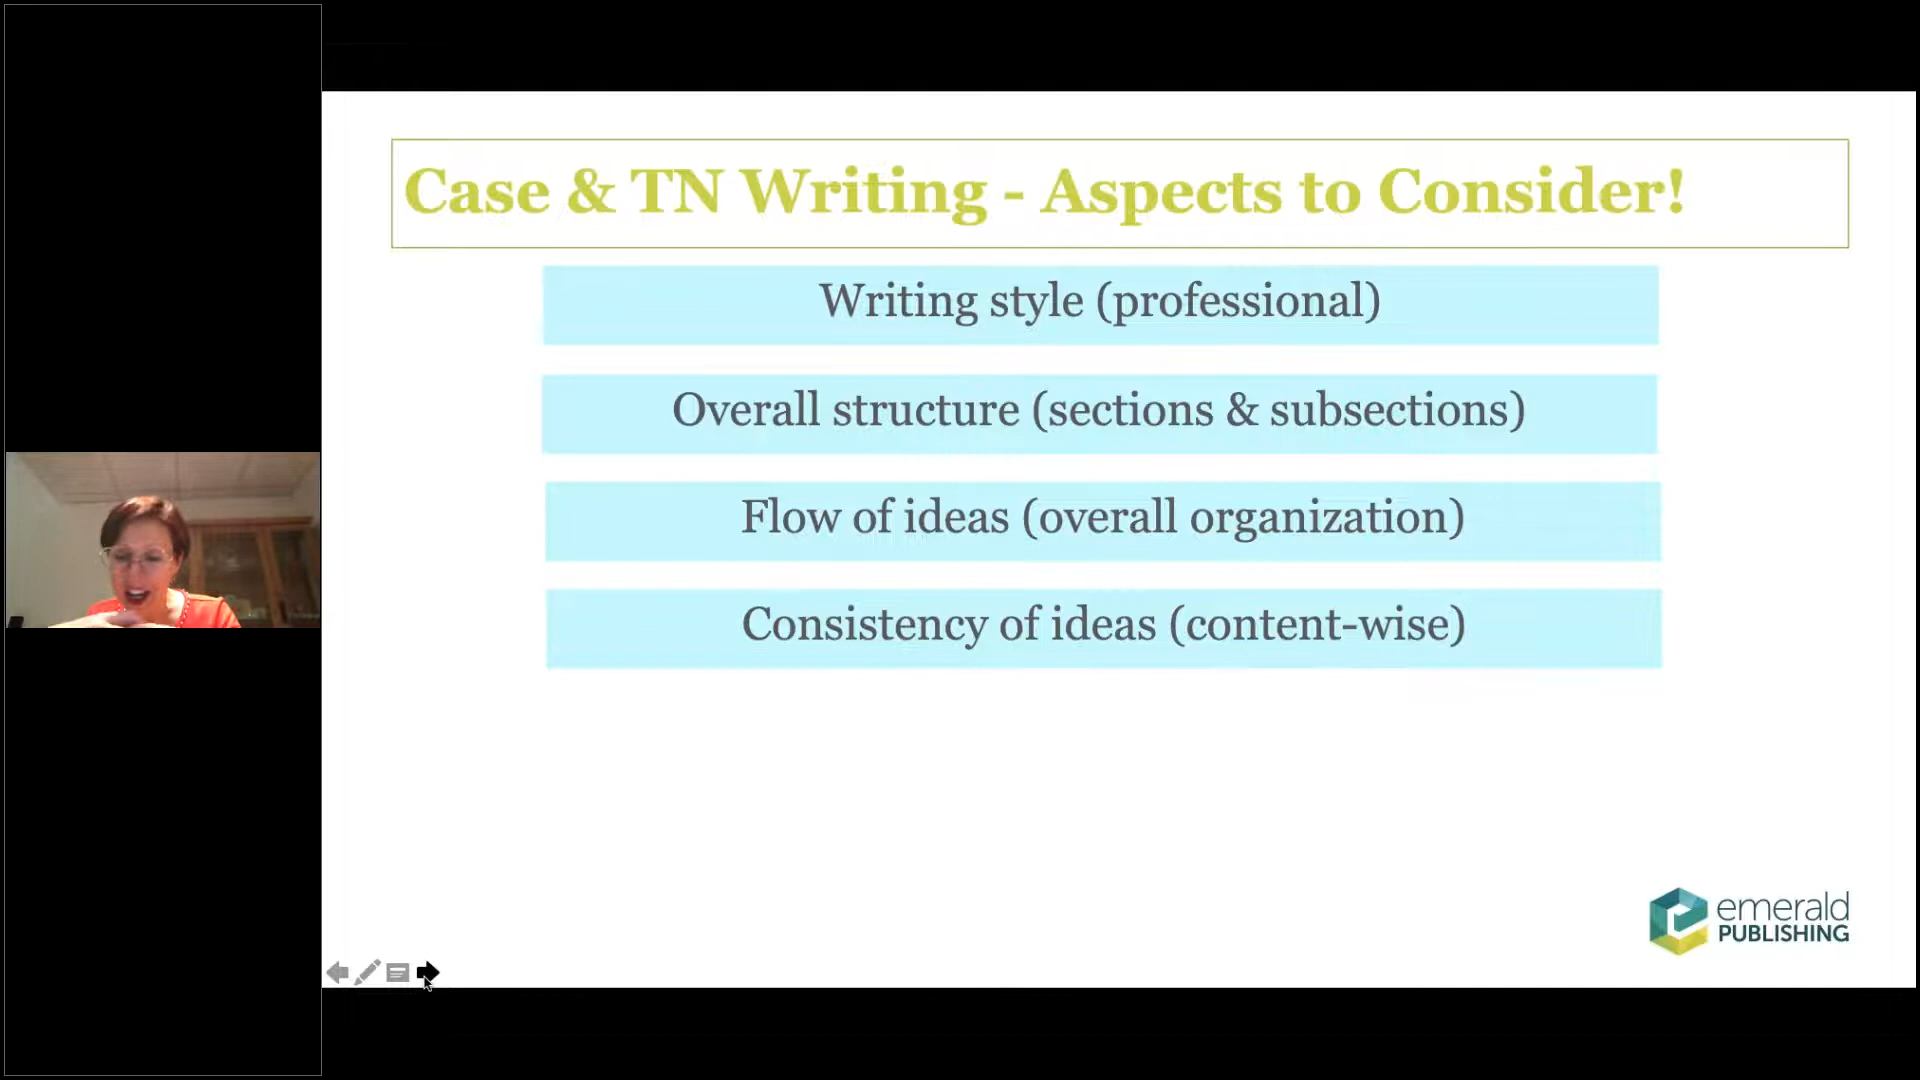 Case & TN Writing - Aspects to Consider!
Writing style (professional)
Overall structure (sections & subsections)
Flow of ideas (overall organization)
Consistency of ideas (content-wise)
emerald
PUBLISHING